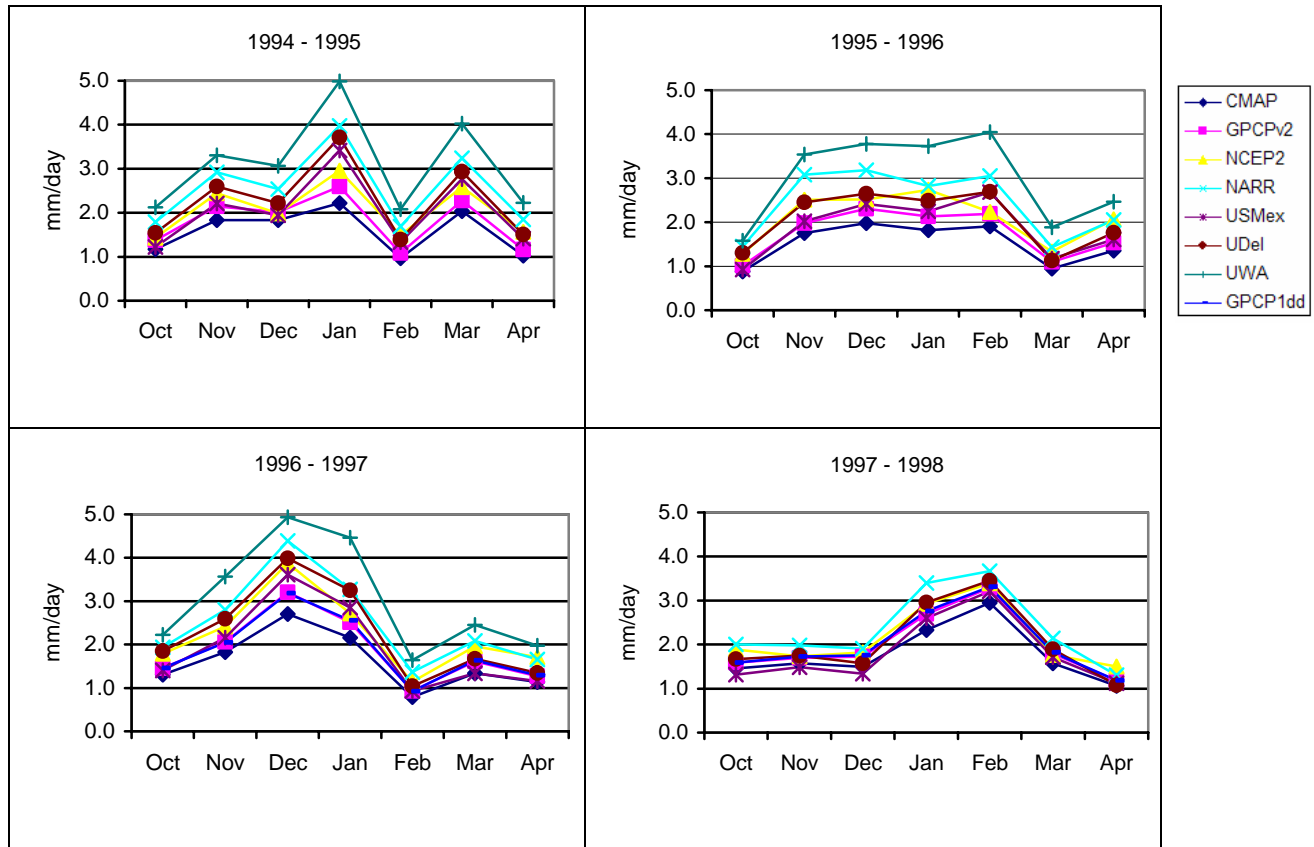 1994 - 1995
mm/day
5.0
4.0
3.0
2.0
1.0
0.0
Oct Nov Dec Jan Feb Mar Apr
1995 - 1996
mm/day
5.0
4.0
3.0
2.0
1.0
0.0
Oct Nov Dec Jan Feb Mar Apr
CMAP
GPCPv2
NCEP2
NARR
USMex
UDel
UWA
GPCP1dd
1996 - 1997
mm/day
5.0
4.0
3.0
2.0
1.0
0.0
Oct Nov Dec Jan Feb Mar Apr
1997 - 1998
mm/day
5.0
4.0
3.0
2.0
1.0
0.0
Oct Nov Dec Jan Feb Mar Apr